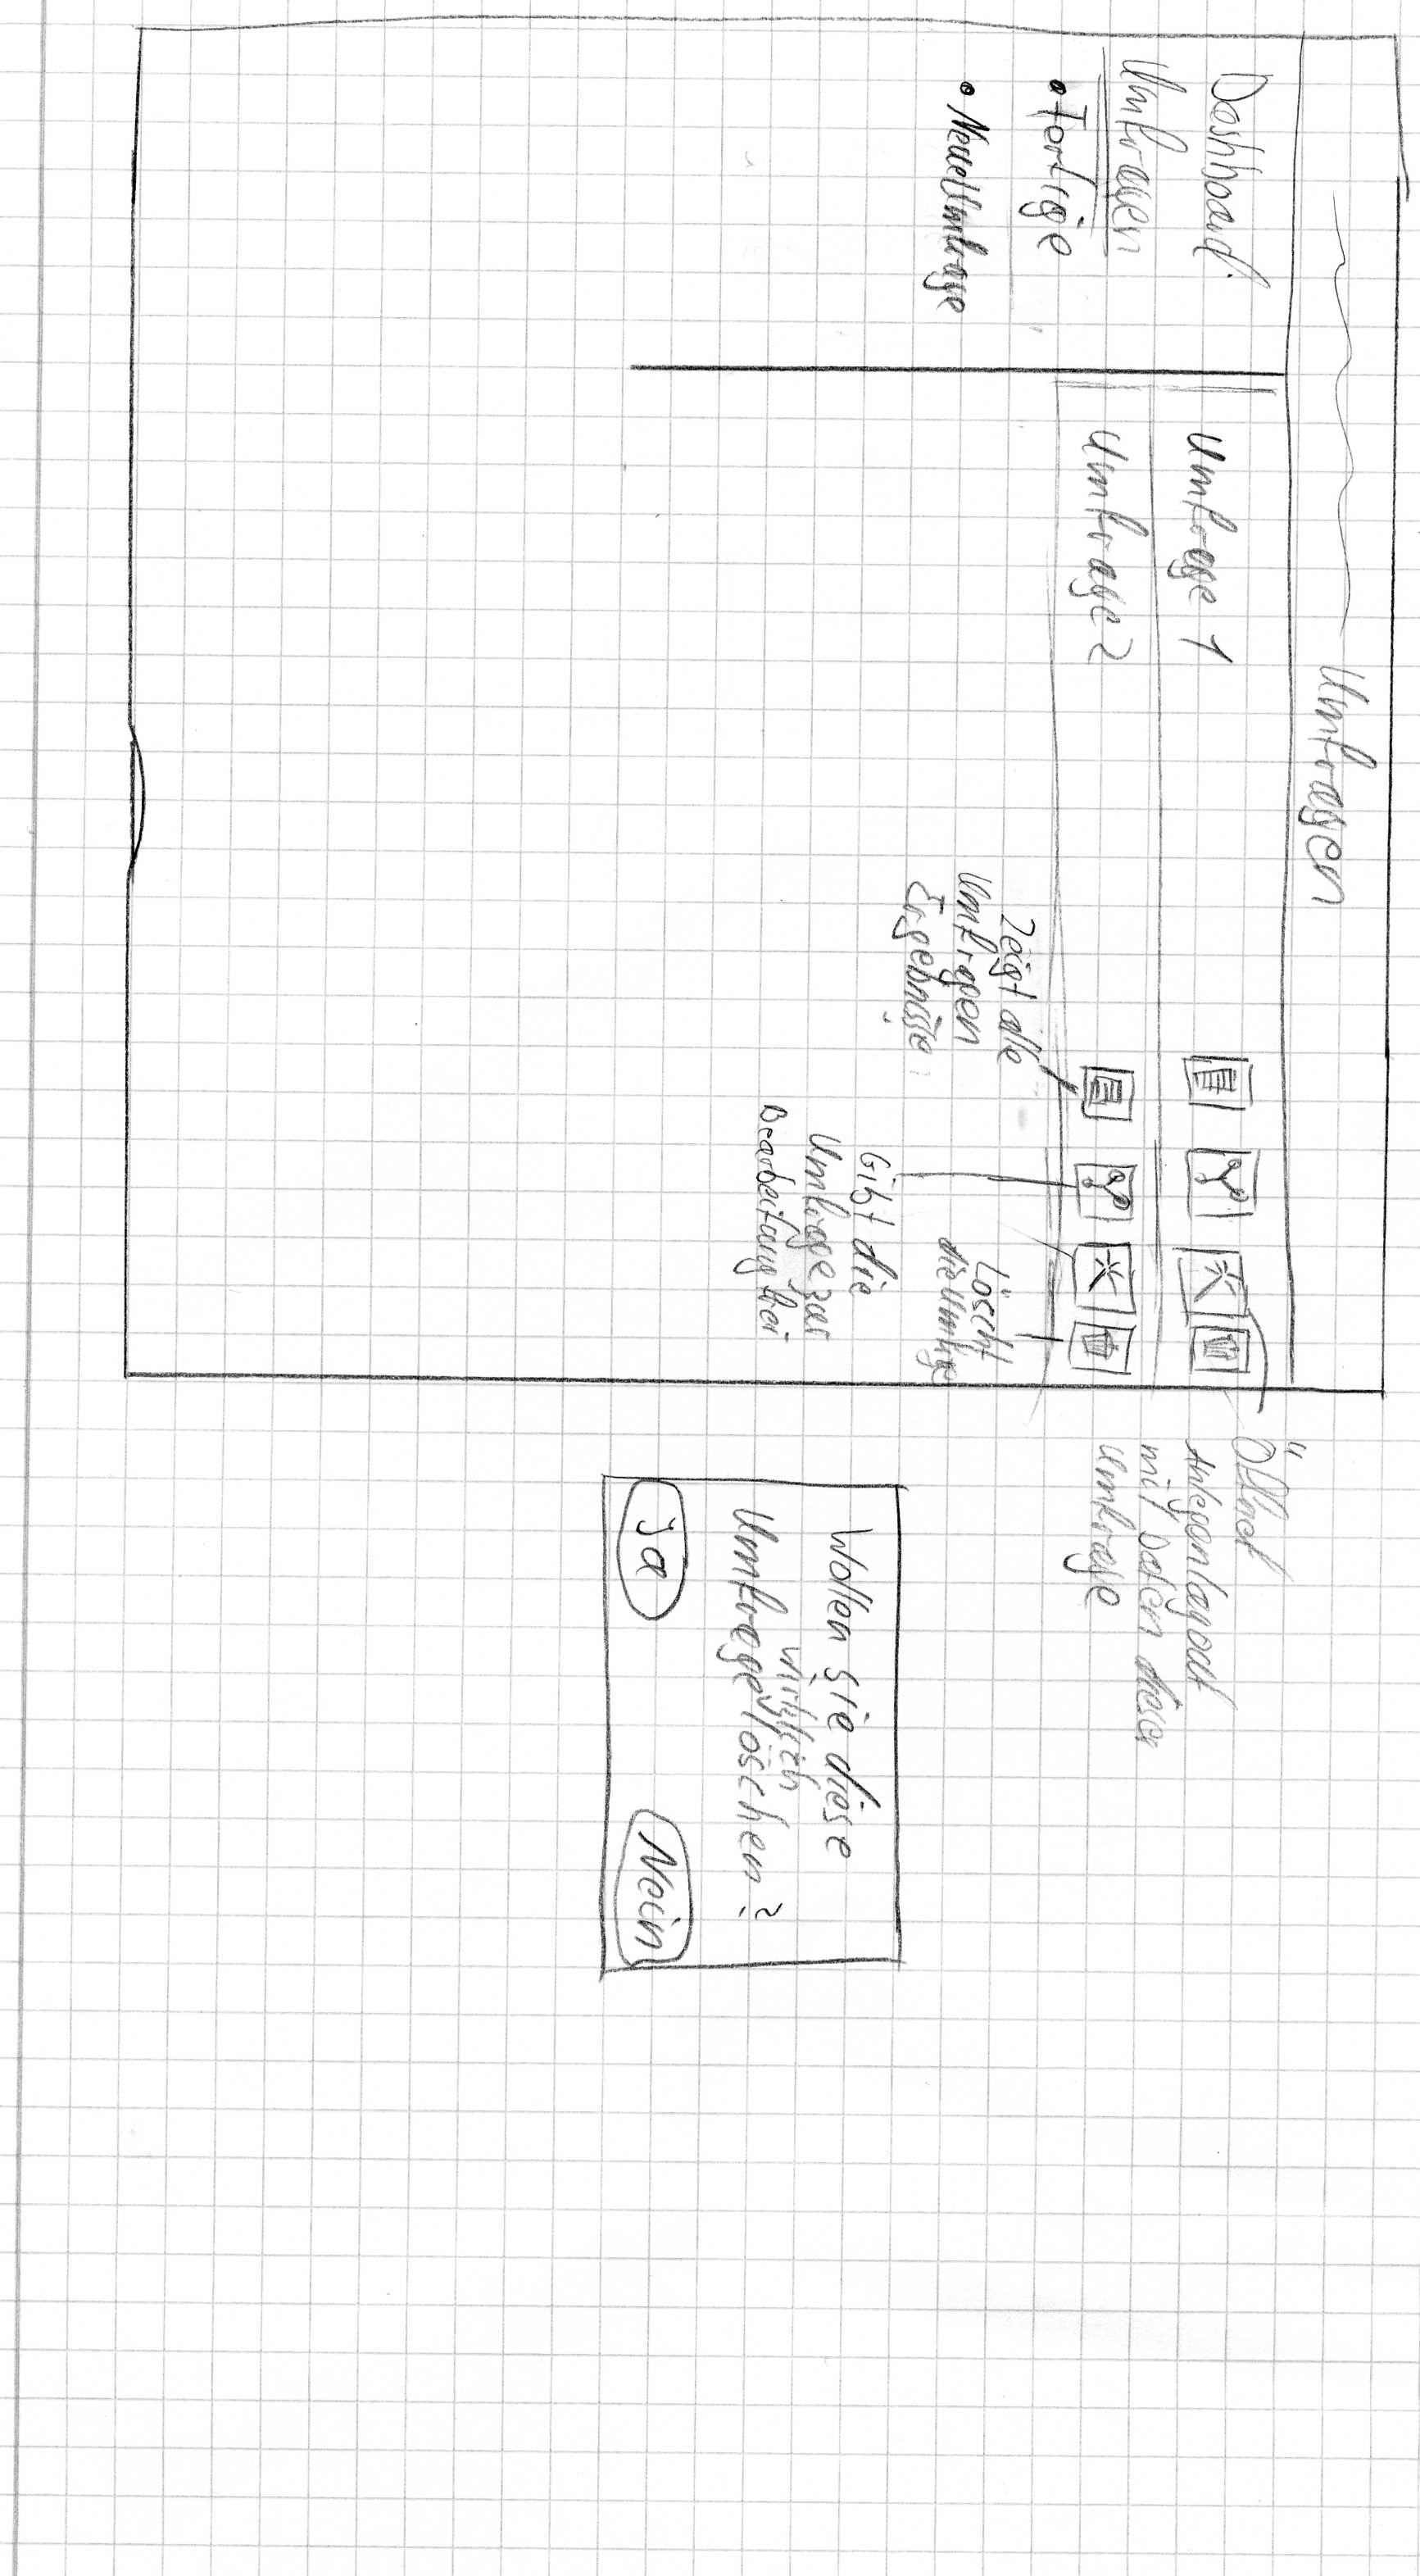 Umfragen
Dashboard
Umfragen
• Fertige
• Neue Umfrage
Umfrage 1
Umfrage 2
Zeigt alle
Umfragen
Ergebnisse
Gibt die
Umfrage zur
Bearbeitung frei
Löscht
die Umfrage
Öffnet
Anlegenlayout
mit Daten dieser
Umfrage
Wollen sie diese
wirklich
Umfrage löschen?
Ja
Nein